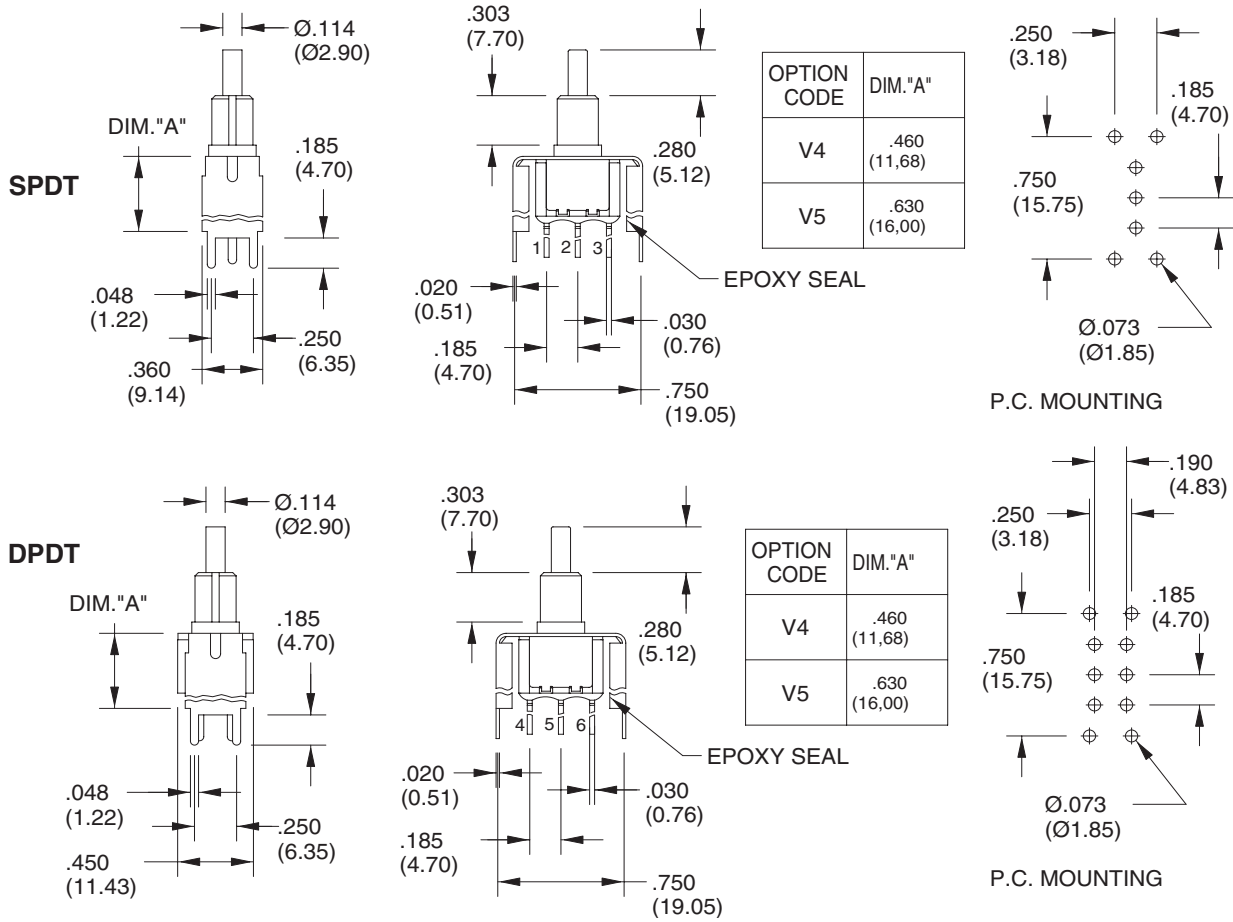 SPDT
Ø.114
(Ø2.90)
DIM."A"
.185
(4.70)
.048
(1.22)
.250
(6.35)
.360
(9.14)
.303
(7.70)
.280
(5.12)
1 2 3
EPOXY SEAL
.020
(0.51)
.030
(0.76)
.185
(4.70)
.750
(19.05)
OPTION DIM."A"
CODE
V4 .460
(11,68)
V5 .630
(16,00)
.250
(3.18)
.185
(4.70)
.750
(15.75)
Ø.073
(Ø1.85)
P.C. MOUNTING
DPDT
Ø.114
(Ø2.90)
DIM."A"
.185
(4.70)
.048
(1.22)
.250
(6.35)
.450
(11.43)
.303
(7.70)
.280
(5.12)
4 5 6
EPOXY SEAL
.020
(0.51)
.030
(0.76)
.185
(4.70)
.750
(19.05)
OPTION DIM."A"
CODE
V4 .460
(11,68)
V5 .630
(16,00)
.190
(4.83)
.250
(3.18)
.185
(4.70)
.750
(15.75)
Ø.073
(Ø1.85)
P.C. MOUNTING